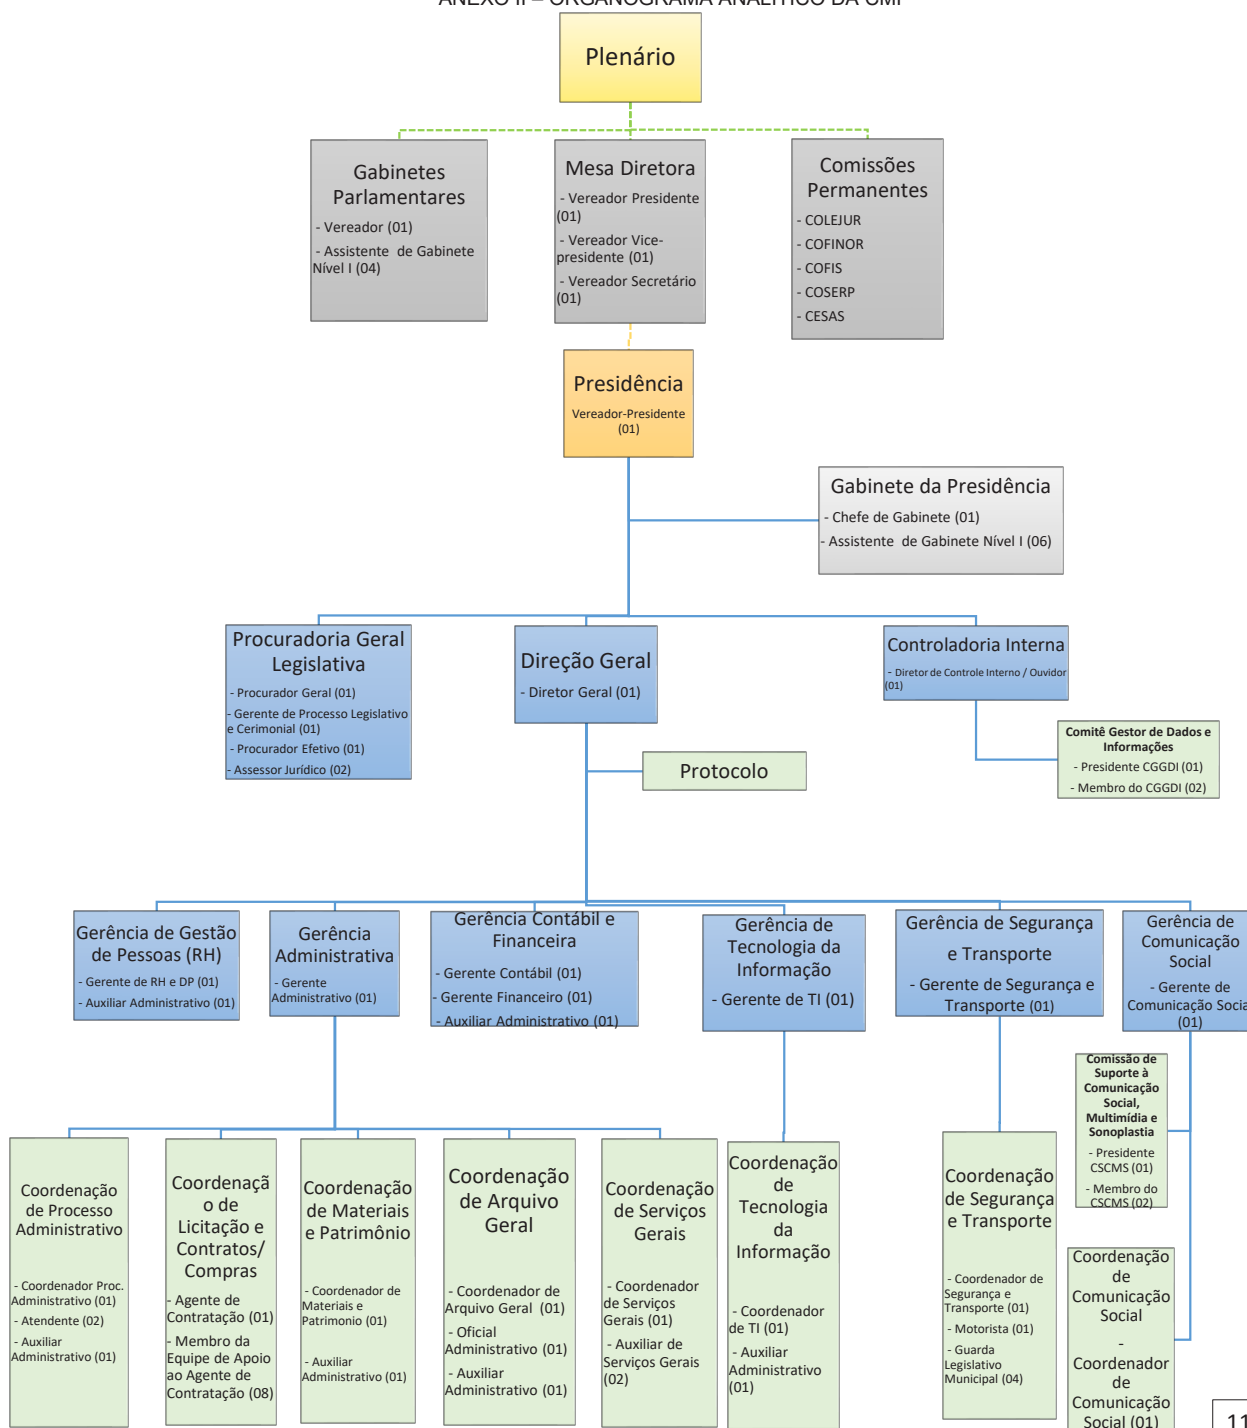 ANEXO II – ORGANOGRAMA ANALÍTICO DA CMI
Plenário
Gabinetes
Parlamentares
- Vereador (01)
- Assistente de Gabinete
Nível I (04)
Mesa Diretora
- Vereador Presidente
(01)
- Vereador Vice-
presidente (01)
- Vereador Secretário
(01)
Comissões
Permanentes
- COLEJUR
- COFINOR
- COFIS
- COSERP
- CESAS
Presidência
Vereador-Presidente
(01)
Gabinete da Presidência
- Chefe de Gabinete (01)
- Assistente de Gabinete Nível I (06)
Procuradoria Geral
Legislativa
- Procurador Geral (01)
- Gerente de Processo Legislativo
e Cerimonial (01)
- Procurador Efetivo (01)
- Assessor Jurídico (02)
Direção Geral
- Diretor Geral (01)
Controladoria Interna
- Diretor de Controle Interno / Ouvidor
(01)
Comitê Gestor de Dados e
Informações
- Presidente CGGDI (01)
- Membro do CGGDI (02)
Protocolo
Gerência de Gestão
de Pessoas (RH)
- Gerente de RH e DP (01)
- Auxiliar Administrativo (01)
Gerência
Administrativa
- Gerente
Administrativo (01)
Gerência Contábil e
Financeira
- Gerente Contábil (01)
- Gerente Financeiro (01)
- Auxiliar Administrativo (01)
Gerência de
Tecnologia da
Informação
- Gerente de TI (01)
Gerência de Segurança
e Transporte
- Gerente de Segurança e
Transporte (01)
Gerência de
Comunicação
Social
- Gerente de
Comunicação Social
(01)
Comissão de
Suporte à
Comunicação
Social,
Multimídia e
Sonoplastia
- Presidente
CSCMS (01)
- Membro do
CSCMS (02)
Coordenação
de Processo
Administrativo
- Coordenador Proc.
Administrativo (01)
- Atendente (02)
- Auxiliar
Administrativo (01)
Coordenaçã
o de
Licitação e
Contratos/
Compras
- Agente de
Contratação (01)
- Membro da
Equipe de Apoio
ao Agente de
Contratação (08)
Coordenação
de Materiais
e Patrimônio
- Coordenador de
Materiais e
Patrimonio (01)
- Auxiliar
Administrativo (01)
Coordenação
de Arquivo
Geral
- Coordenador de
Arquivo Geral (01)
- Oficial
Administrativo (01)
- Auxiliar
Administrativo (01)
Coordenação
de Serviços
Gerais
- Coordenador
de Serviços
Gerais (01)
- Auxiliar de
Serviços Gerais
(02)
Coordenação
de
Tecnologia
da
Informação
- Coordenador
de TI (01)
- Auxiliar
Administrativo
(01)
Coordenação
de Segurança
e Transporte
- Coordenador de
Segurança e
Transporte (01)
- Motorista (01)
- Guarda
Legislativo
Municipal (04)
Coordenação
de
Comunicação
Social
-
Coordenador
de
Comunicação
Social (01)
11